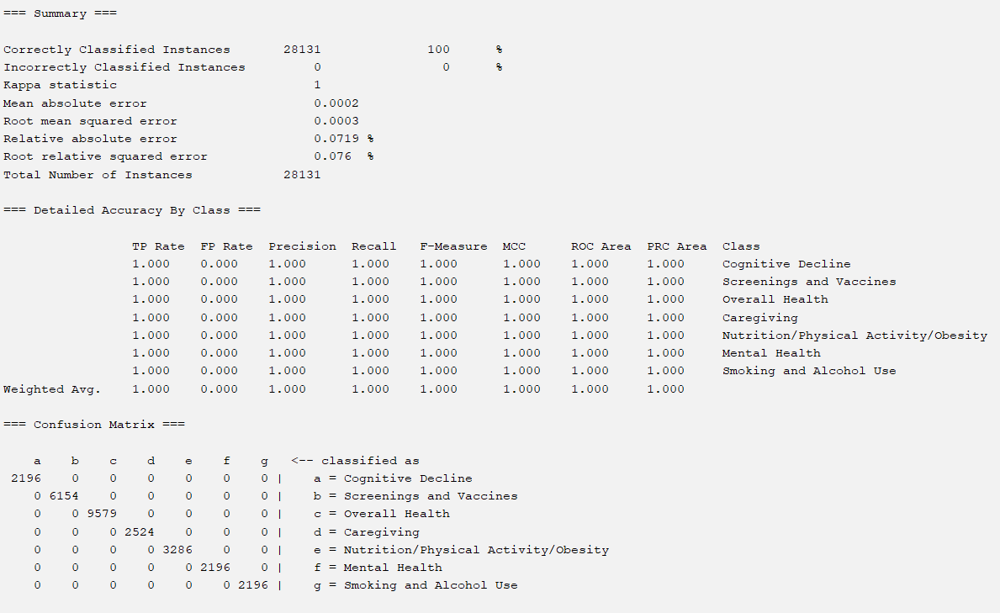 === Summary ===
Correctly Classified Instances 28131 100 %
Incorrectly Classified Instances 0 0 %
Kappa statistic 1
Mean absolute error 0.0002
Root mean squared error 0.0003
Relative absolute error 0.0719 %
Root relative squared error 0.076 %
Total Number of Instances 28131
=== Detailed Accuracy By Class ===
TP Rate FP Rate Precision Recall F-Measure MCC ROC Area PRC Area Class
1.000 0.000 1.000 1.000 1.000 1.000 1.000 1.000 Cognitive Decline
1.000 0.000 1.000 1.000 1.000 1.000 1.000 1.000 Screenings and Vaccines
1.000 0.000 1.000 1.000 1.000 1.000 1.000 1.000 Overall Health
1.000 0.000 1.000 1.000 1.000 1.000 1.000 1.000 Caregiving
1.000 0.000 1.000 1.000 1.000 1.000 1.000 1.000 Nutrition/Physical Activity/Obesity
1.000 0.000 1.000 1.000 1.000 1.000 1.000 1.000 Mental Health
1.000 0.000 1.000 1.000 1.000 1.000 1.000 1.000 Smoking and Alcohol Use
Weighted Avg. 1.000 0.000 1.000 1.000 1.000 1.000 1.000 1.000
=== Confusion Matrix ===
a b c d e f g <-- classified as
2196 0 0 0 0 0 0 | a = Cognitive Decline
0 6154 0 0 0 0 0 | b = Screenings and Vaccines
0 0 9579 0 0 0 0 | c = Overall Health
0 0 0 2524 0 0 0 | d = Caregiving
0 0 0 0 3286 0 0 | e = Nutrition/Physical Activity/Obesity
0 0 0 0 0 2196 0 | f = Mental Health
0 0 0 0 0 0 2196 | g = Smoking and Alcohol Use